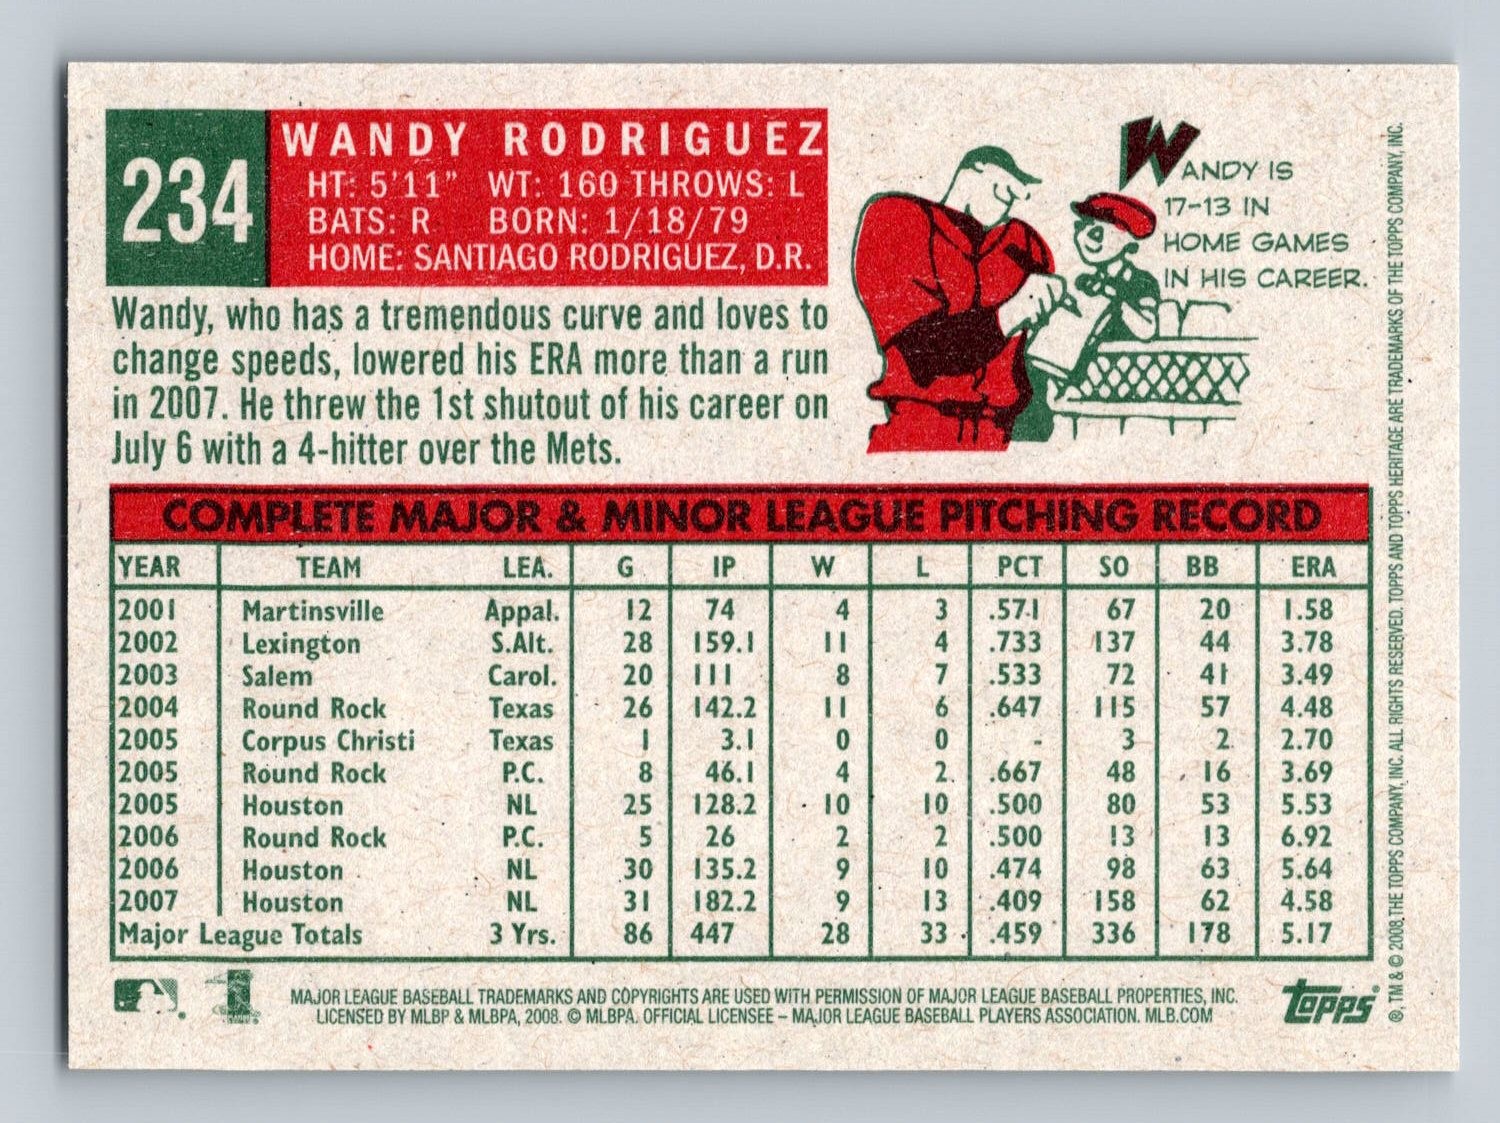 234
WANDY RODRIGUEZ
HT: 5'11" WT: 160 THROWS: L
BATS: R BORN: 1/18/79
HOME: SANTIAGO RODRIGUEZ, D.R.
WANDY IS
17-13 IN
HOME GAMES
IN HIS CAREER.
Wandy, who has a tremendous curve and loves to
change speeds, lowered his ERA more than a run
in 2007. He threw the 1st shutout of his career on
July 6 with a 4-hitter over the Mets.
COMPLETE MAJOR & MINOR LEAGUE PITCHING RECORD
YEAR TEAM LEA. G IP W L PCT SO BB ERA
2001 Martinsville Appal. 12 74 4 3 .571 67 20 1.58
2002 Lexington S.Alt. 28 159.1 11 4 .733 137 44 3.78
2003 Salem Carol. 20 111 8 7 .533 72 41 3.49
2004 Round Rock Texas 26 142.2 11 6 .647 115 57 4.48
2005 Corpus Christi Texas 1 3.1 0 0 - 3 2 2.70
2005 Round Rock P.C. 8 46.1 4 2 .667 48 16 3.69
2005 Houston NL 25 128.2 10 10 .500 80 53 5.53
2006 Round Rock P.C. 5 26 2 2 .500 13 13 6.92
2006 Houston NL 30 135.2 9 10 .474 98 63 5.64
2007 Houston NL 31 182.2 9 13 .409 158 62 4.58
Major League Totals 3 Yrs. 86 447 28 33 .459 336 178 5.17
MAJOR LEAGUE BASEBALL TRADEMARKS AND COPYRIGHTS ARE USED WITH PERMISSION OF MAJOR LEAGUE BASEBALL PROPERTIES, INC.
LICENSED BY MLBP & MLBPA, 2008. © MLBPA. OFFICIAL LICENSEE – MAJOR LEAGUE BASEBALL PLAYERS ASSOCIATION. MLB.COM
topps
®, TM & © 2008 THE TOPPS COMPANY, INC. ALL RIGHTS RESERVED. TOPPS AND TOPPS HERITAGE ARE TRADEMARKS OF THE TOPPS COMPANY, INC.